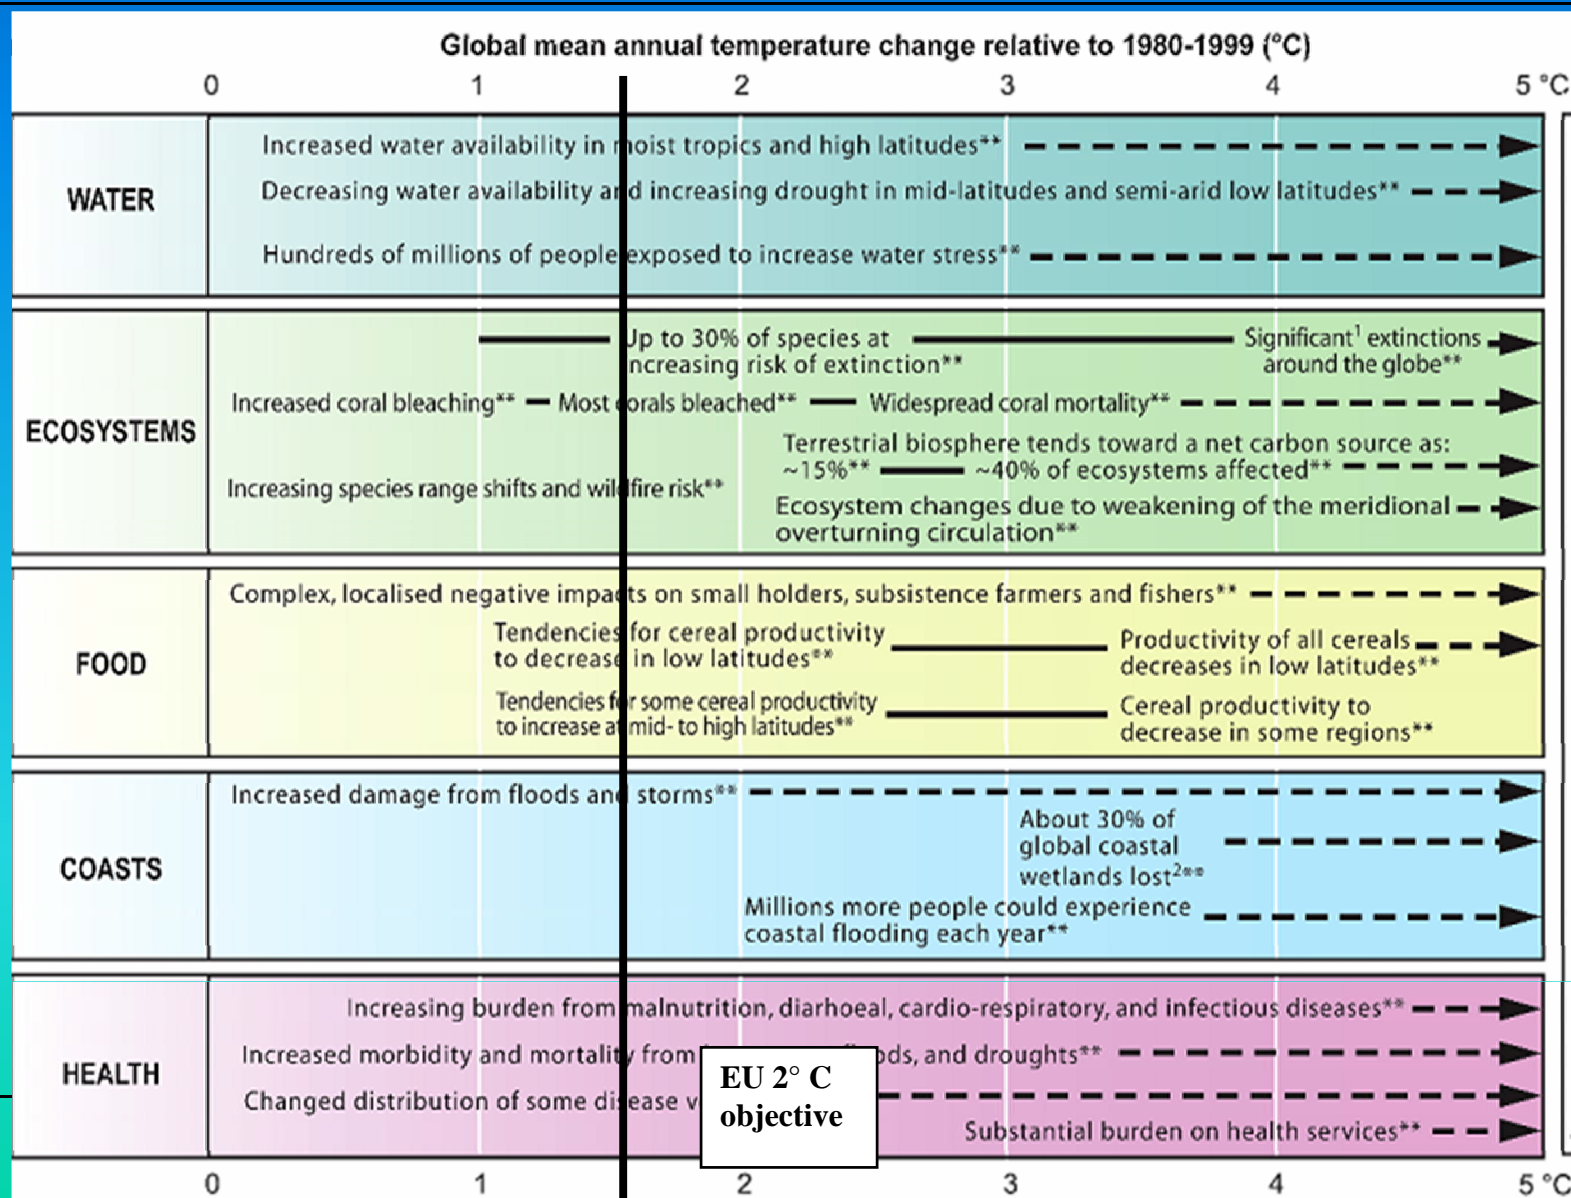 Global mean annual temperature change relative to 1980-1999 (°C)
0 1 2 3 4 5 °C
WATER
Increased water availability in moist tropics and high latitudes**
Decreasing water availability and increasing drought in mid-latitudes and semi-arid low latitudes**
Hundreds of millions of people exposed to increase water stress**
ECOSYSTEMS
Up to 30% of species at
increasing risk of extinction**
Significant¹ extinctions
around the globe**
Increased coral bleaching** Most corals bleached** Widespread coral mortality**
Terrestrial biosphere tends toward a net carbon source as:
~15%** ~40% of ecosystems affected**
Increasing species range shifts and wildfire risk**
Ecosystem changes due to weakening of the meridional
overturning circulation**
FOOD
Complex, localised negative impacts on small holders, subsistence farmers and fishers**
Tendencies for cereal productivity
to decrease in low latitudes**
Productivity of all cereals
decreases in low latitudes**
Tendencies for some cereal productivity
to increase at mid- to high latitudes**
Cereal productivity to
decrease in some regions**
COASTS
Increased damage from floods and storms**
About 30% of
global coastal
wetlands lost²**
Millions more people could experience
coastal flooding each year**
HEALTH
Increasing burden from malnutrition, diarhoeal, cardio-respiratory, and infectious diseases**
Increased morbidity and mortality from and droughts**
Changed distribution of some disease
Substantial burden on health services**
EU 2° C
objective
0 1 2 3 4 5 °C